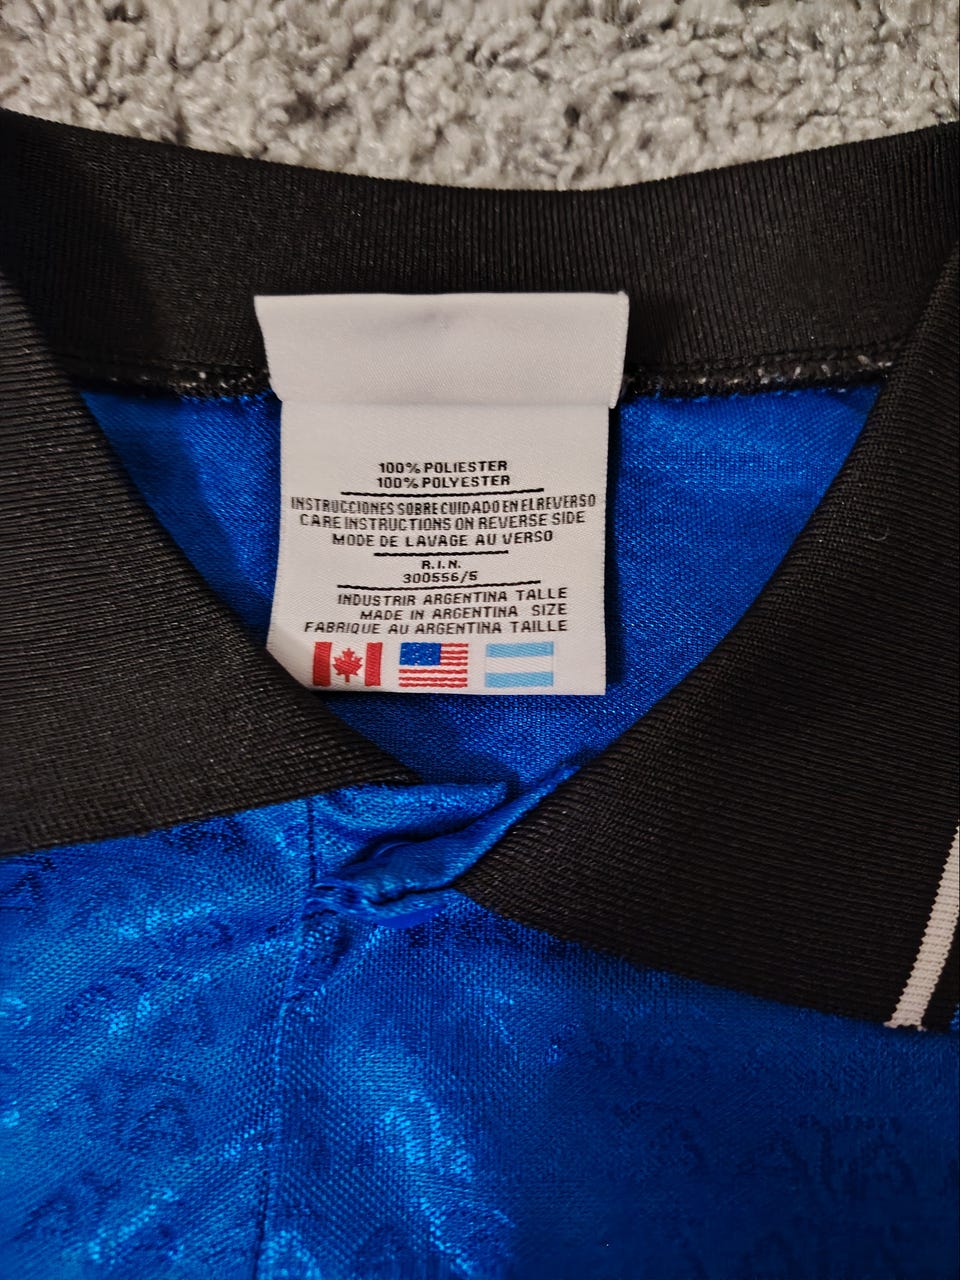 100% POLIESTER
100% POLYESTER
INSTRUCCIONES SOBRE CUIDADO EN EL REVERSO
CARE INSTRUCTIONS ON REVERSE SIDE
MODE DE LAVAGE AU VERSO
R.I.N.
300556/5
INDUSTRIR ARGENTINA TALLE
MADE IN ARGENTINA SIZE
FABRIQUE AU ARGENTINA TAILLE